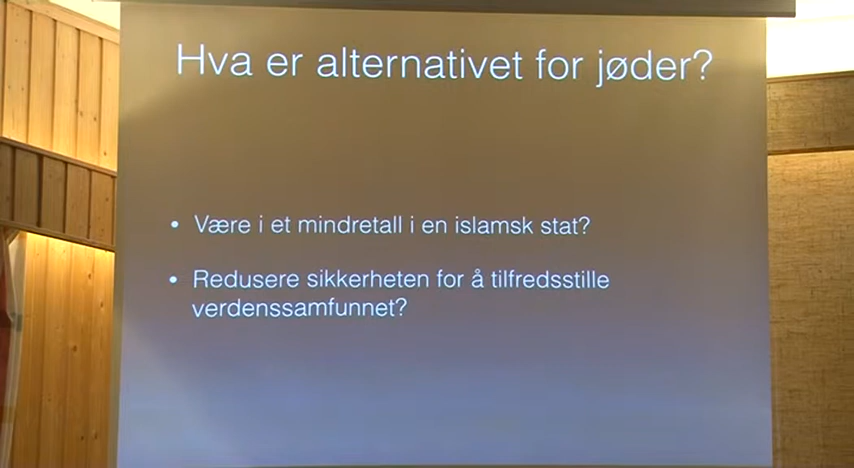 Hva er alternativet for jøder?
• Være i et mindretall i en islamsk stat?
• Redusere sikkerheten for å tilfredsstille
verdenssamfunnet?